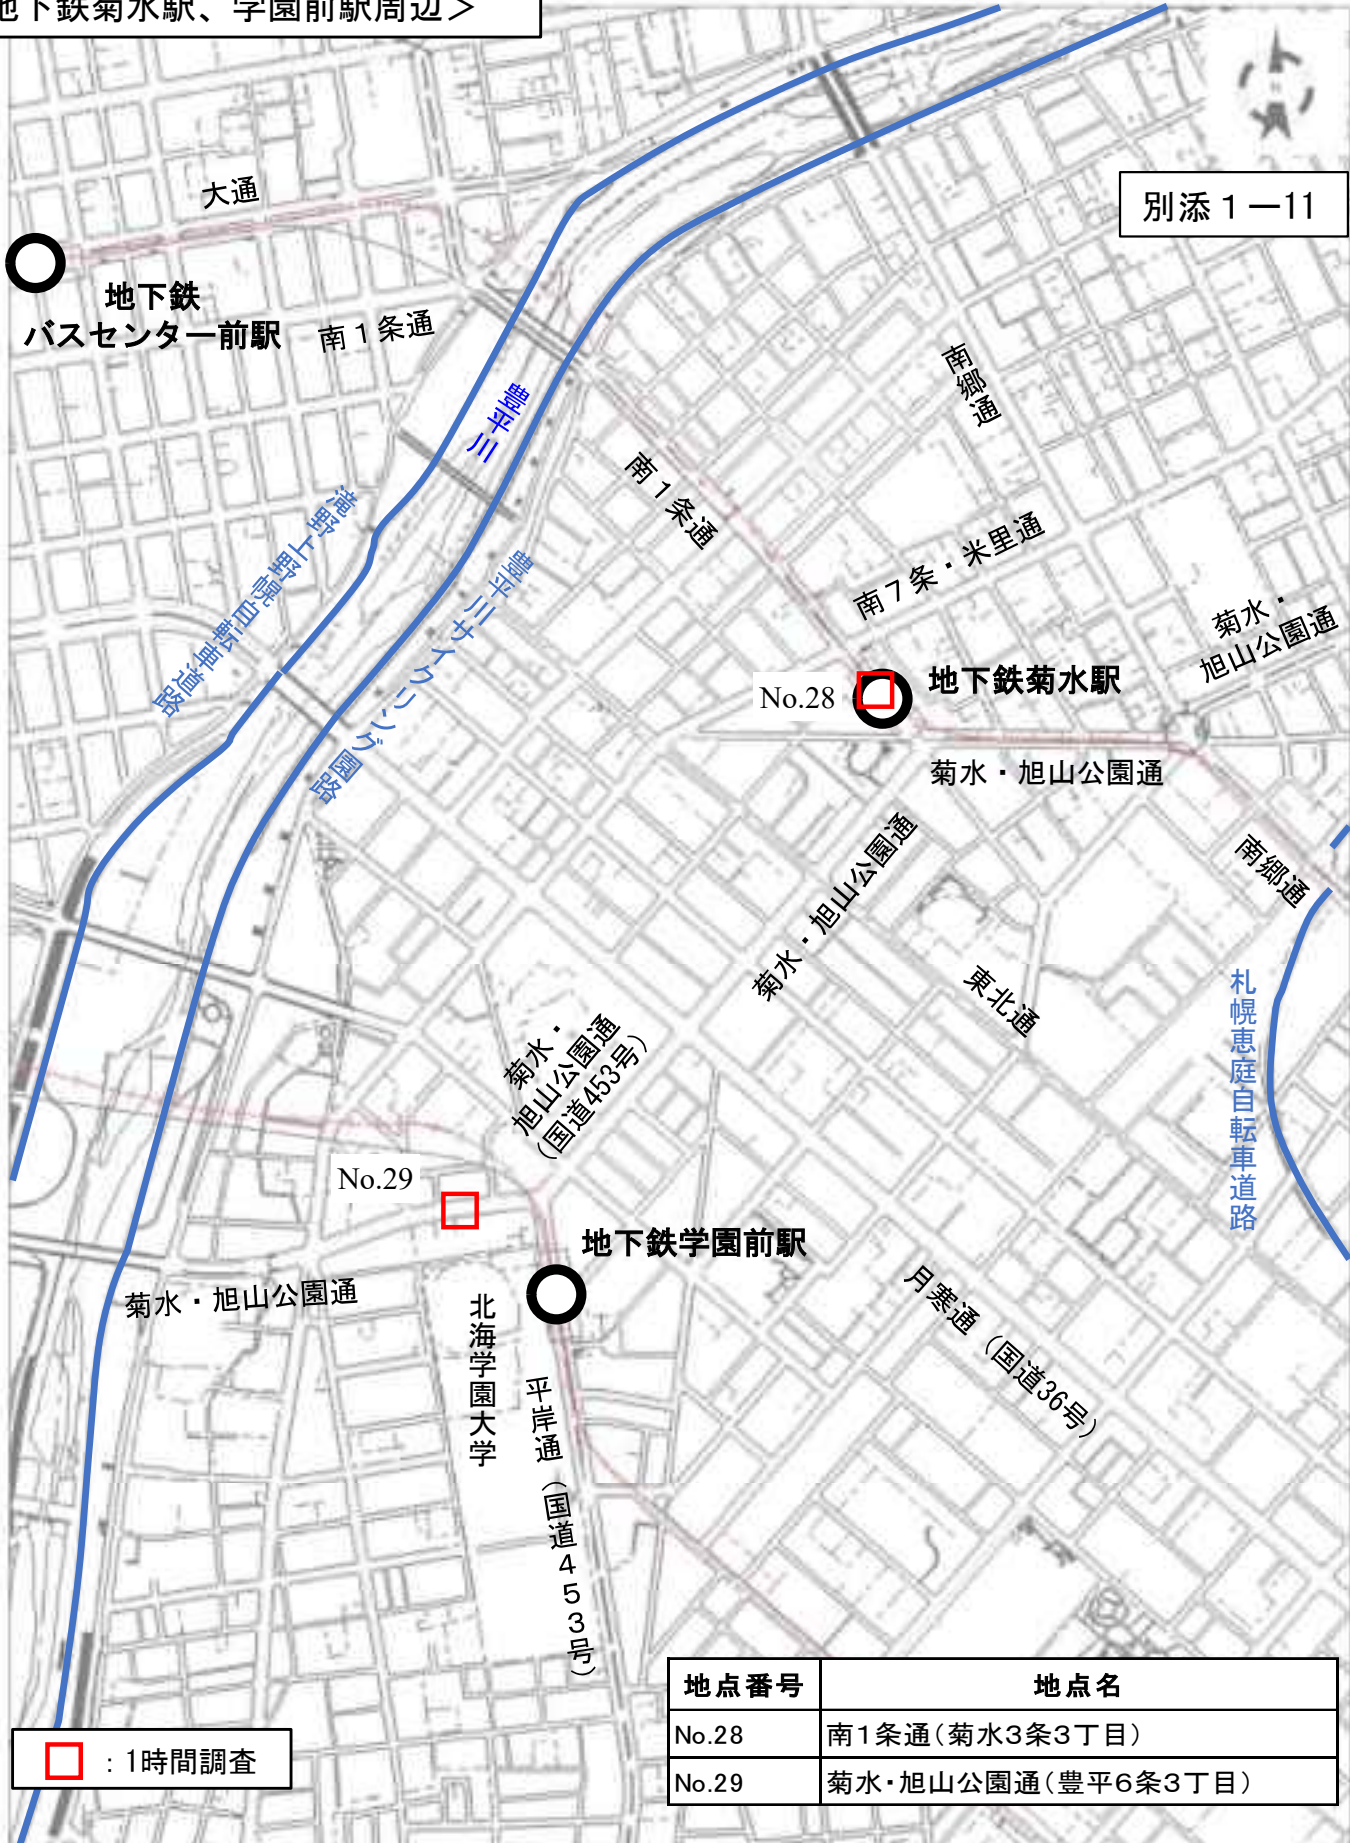 地下鉄菊水駅、学園前駅周辺＞
別添１ー11
大通
地下鉄
バスセンター前駅
南１条通
豊平川
南郷通
南１条通
滝野上野幌自転車道路
豊平川サイクリング園路
南７条・米里通
菊水・
旭山公園通
No.28
地下鉄菊水駅
菊水・旭山公園通
南郷通
菊水・旭山公園通
東北通
札幌恵庭自転車道路
菊水・
旭山公園通
（国道453号）
No.29
地下鉄学園前駅
菊水・旭山公園通
北海学園大学
月寒通（国道36号）
平岸通（国道４５３号）
地点番号 地点名
No.28 南1条通（菊水3条3丁目）
No.29 菊水・旭山公園通（豊平6条3丁目）
：1時間調査